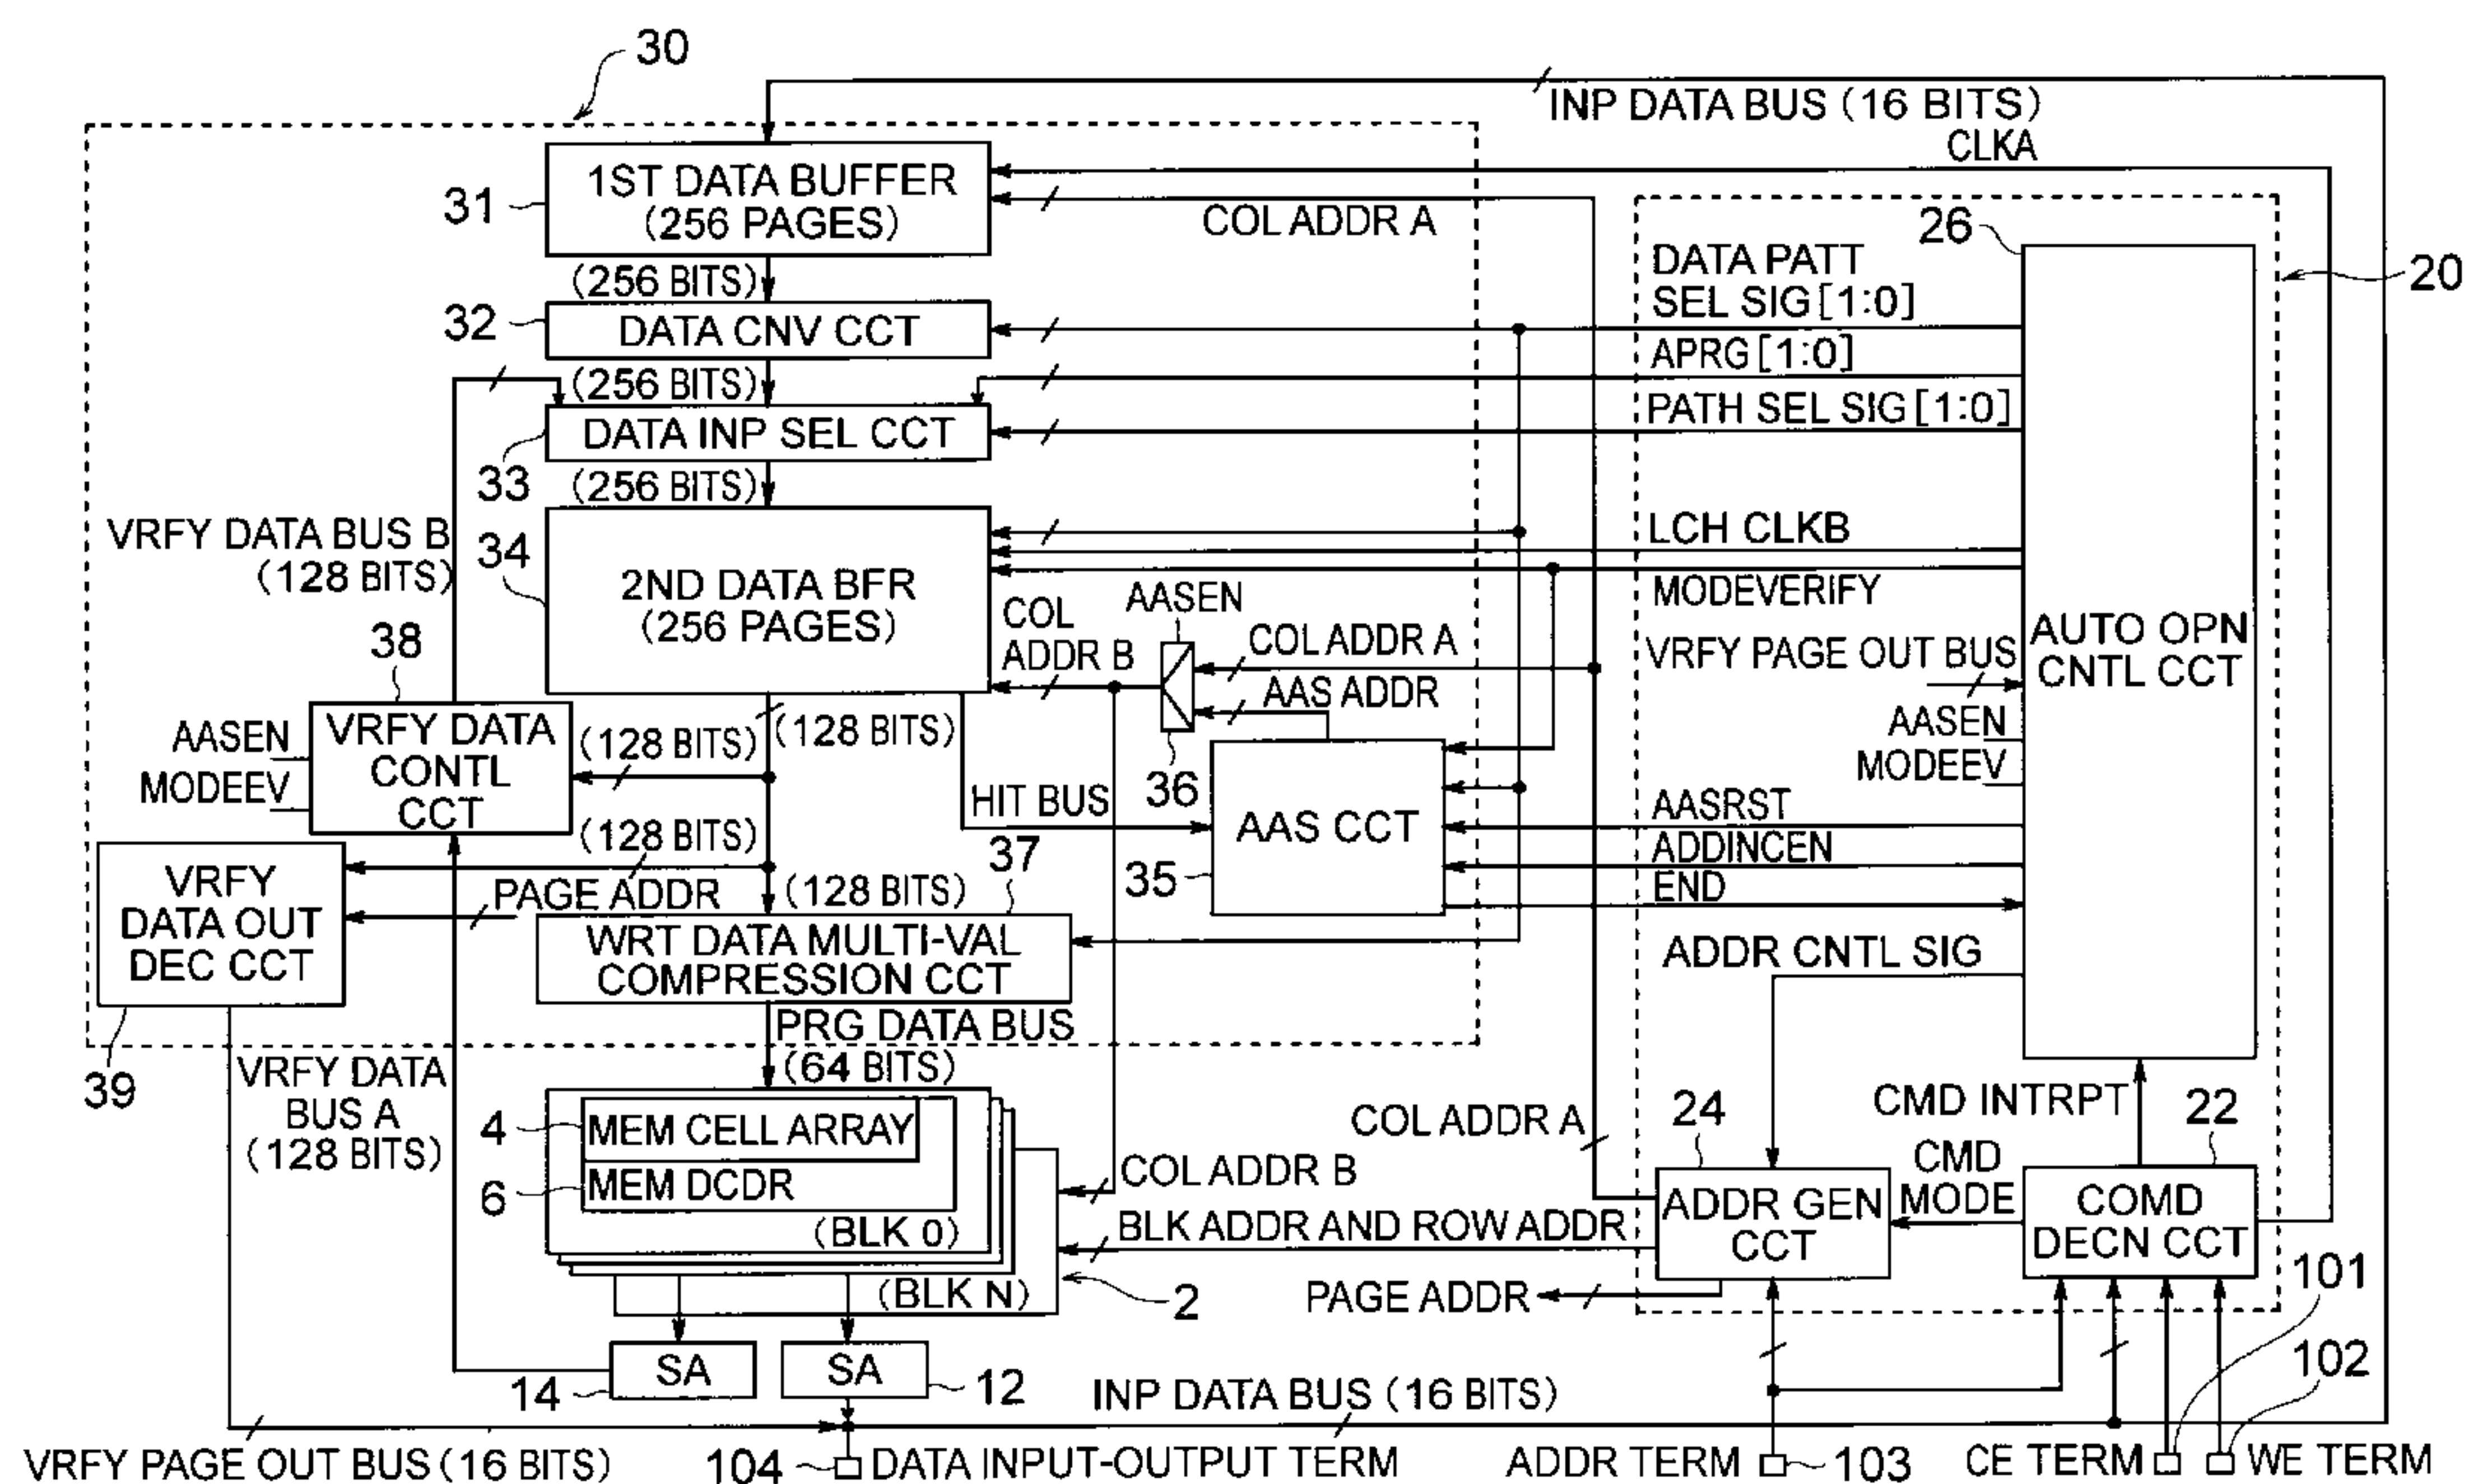 30
INP DATA BUS (16 BITS)
CLKA
1ST DATA BUFFER
(256 PAGES)
31
COL ADDR A
26
20
(256 BITS)
DATA PATT
SEL SIG [1:0]
32
DATA CNV CCT
APRG [1:0]
(256 BITS)
PATH SEL SIG [1:0]
DATA INP SEL CCT
33
(256 BITS)
VRFY DATA BUS B
(128 BITS)
34
LCH CLKB
2ND DATA BFR
(256 PAGES)
MODEVERIFY
COL
ADDR B
AASEN
COL ADDR A
AAS ADDR
VRFY PAGE OUT BUS
AUTO OPN
CNTL CCT
38
AASEN
MODEEV
VRFY DATA
CONTL
CCT
(128 BITS)
(128 BITS)
AASEN
MODEEV
HIT BUS
36
AAS CCT
AASRST
ADDINCEN
END
(128 BITS)
37
35
VRFY
DATA OUT
DEC CCT
PAGE ADDR
(128 BITS)
WRT DATA MULTI-VAL
COMPRESSION CCT
ADDR CNTL SIG
PRG DATA BUS
(64 BITS)
39
VRFY DATA
BUS A
(128 BITS)
4
MEM CELL ARRAY
6
MEM DCDR
(BLK 0)
(BLK N)
2
COL ADDR A
24
CMD INTRPT
22
COL ADDR B
CMD
MODE
ADDR GEN
CCT
COMD
DECN CCT
BLK ADDR AND ROW ADDR
PAGE ADDR
101
102
14
SA
SA
12
INP DATA BUS (16 BITS)
VRFY PAGE OUT BUS (16 BITS)
104
DATA INPUT-OUTPUT TERM
ADDR TERM
103
CE TERM
WE TERM